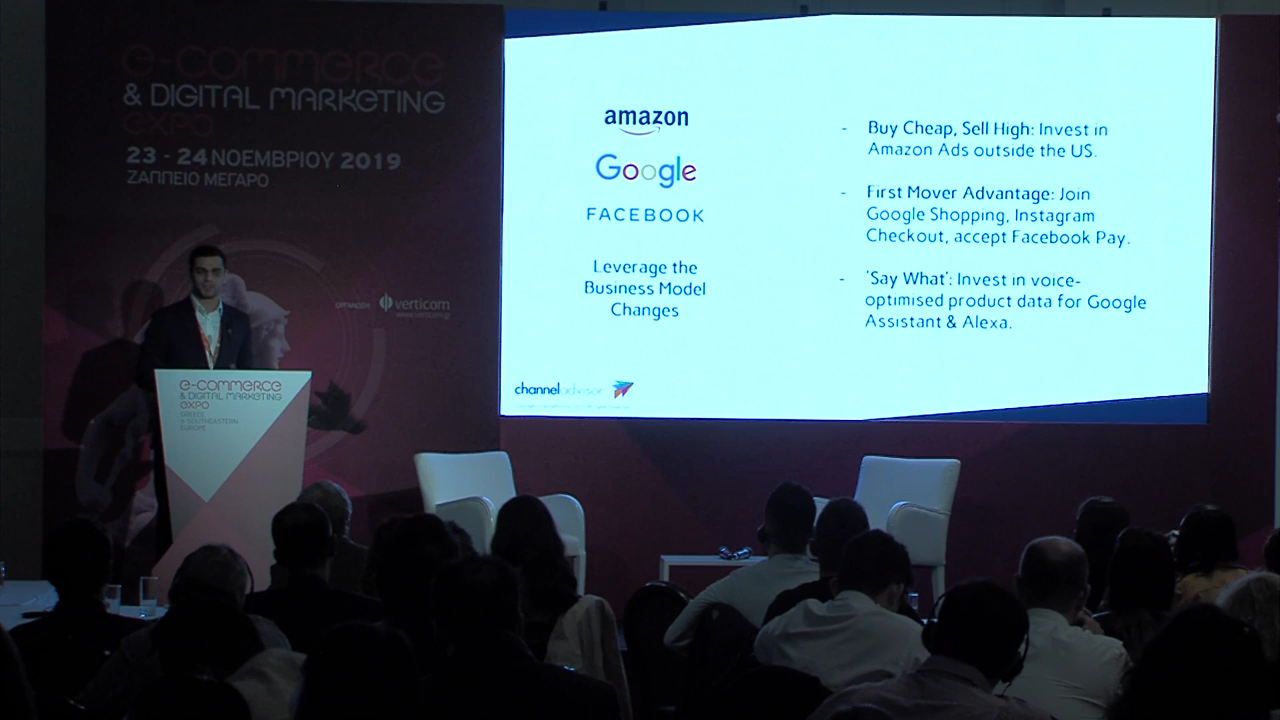 e-commerce
& DIGITAL MARKETING
expo
23 - 24 ΝΟΕΜΒΡΙΟΥ 2019
ΖΑΠΠΕΙΟ ΜΕΓΑΡΟ
verticom
e-commerce
& DIGITAL MARKETING
expo
GREECE
& SOUTHEASTERN
EUROPE
amazon
Google
FACEBOOK
Leverage the
Business Model
Changes
- Buy Cheap, Sell High: Invest in
Amazon Ads outside the US.
- First Mover Advantage: Join
Google Shopping, Instagram
Checkout, accept Facebook Pay.
- 'Say What': Invest in voice-
optimised product data for Google
Assistant & Alexa.
channeladvisor